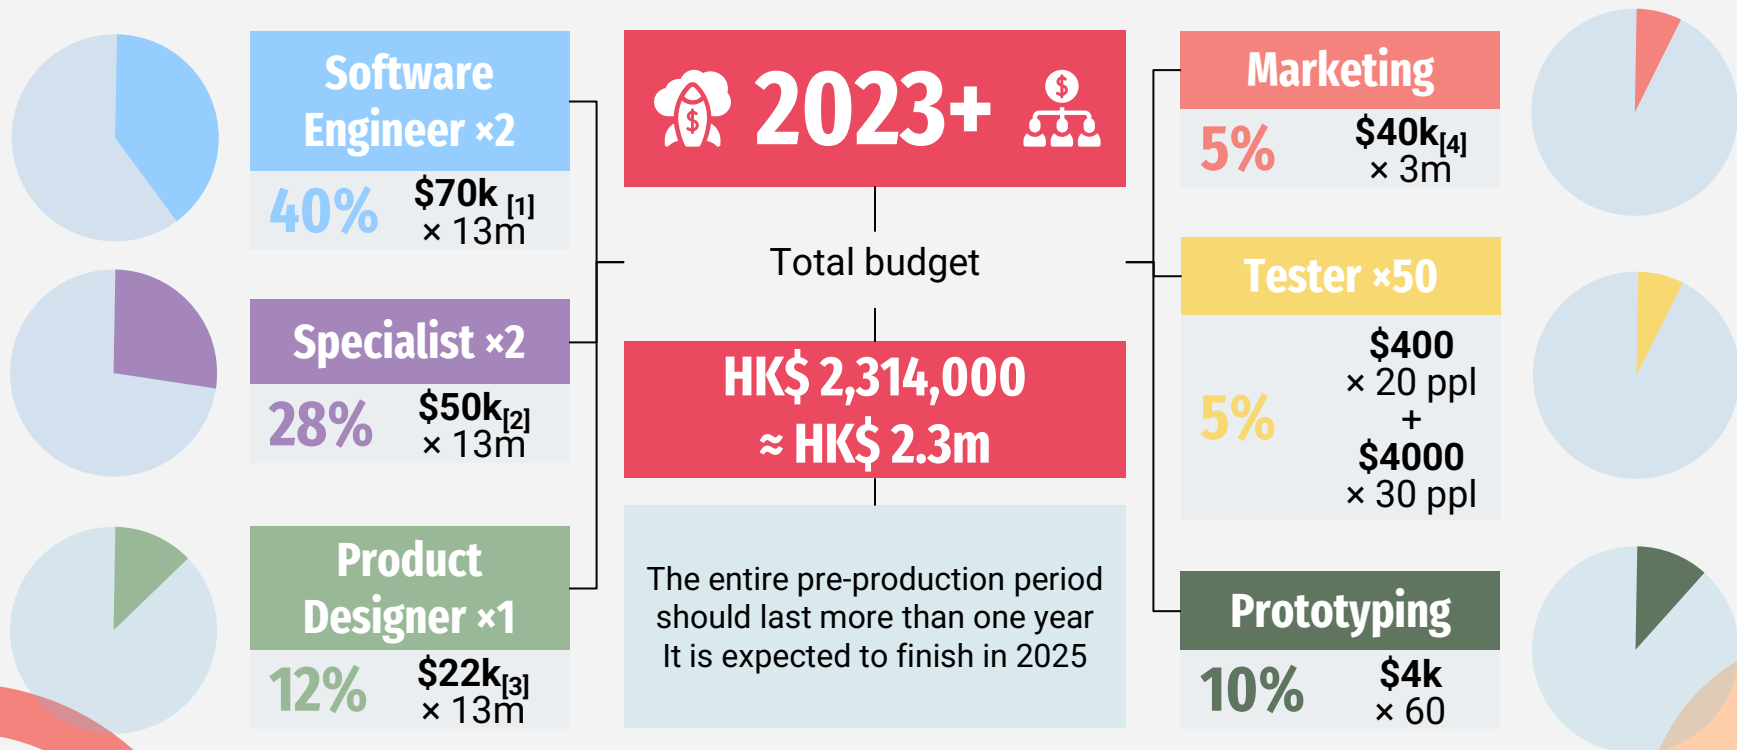 Software
Engineer ×2
40%
$70k [1]
× 13m
Specialist ×2
28%
$50k[2]
× 13m
Product
Designer ×1
12%
$22k[3]
× 13m
$ 2023+ $
Total budget
HK$ 2,314,000
≈ HK$ 2.3m
The entire pre-production period
should last more than one year
It is expected to finish in 2025
Marketing
5%
$40k[4]
× 3m
Tester ×50
5%
$400
× 20 ppl
+
$4000
× 30 ppl
Prototyping
10%
$4k
× 60